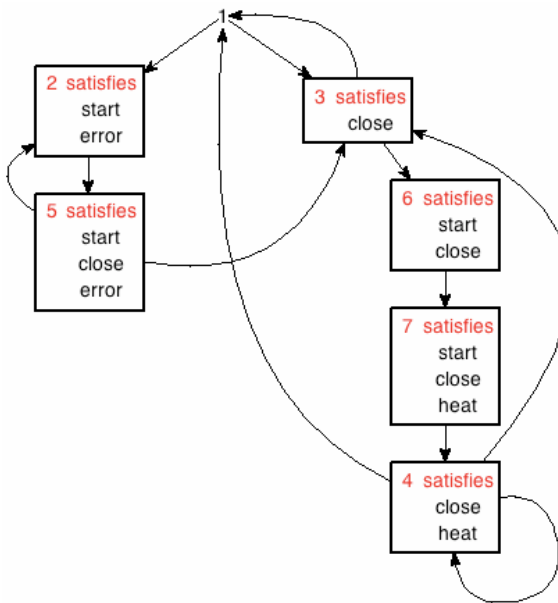 1
2 satisfies
start
error
3 satisfies
close
5 satisfies
start
close
error
6 satisfies
start
close
7 satisfies
start
close
heat
4 satisfies
close
heat